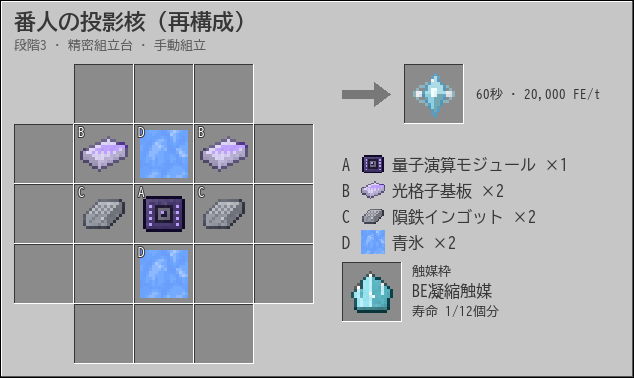 番人の投影核（再構成）
段階3 · 精密組立台 · 手動組立
B
D
B
C
A
C
D
60秒 · 20,000 FE/t
A 量子演算モジュール ×1
B 光格子基板 ×2
C 隕鉄インゴット ×2
D 青氷 ×2
触媒枠
BE凝縮触媒
寿命 1/12個分